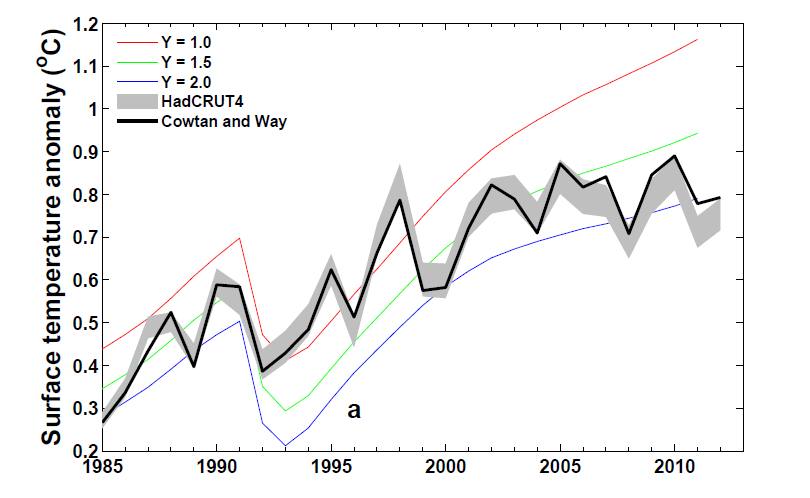 Surface temperature anomaly (°C)
1.2
1.1
1
0.9
0.8
0.7
0.6
0.5
0.4
0.3
0.2
Y = 1.0
Y = 1.5
Y = 2.0
HadCRUT4
Cowtan and Way
a
1985 1990 1995 2000 2005 2010